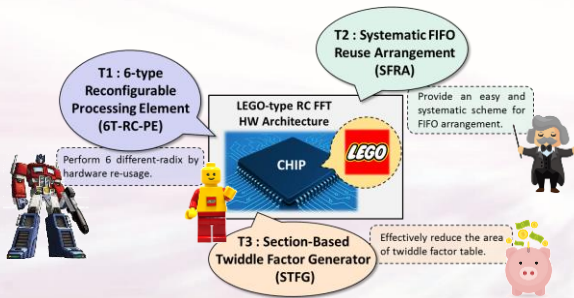 T2 : Systematic FIFO
Reuse Arrangement
(SFRA)
T1 : 6-type
Reconfigurable
Processing Element
(6T-RC-PE)
Provide an easy and
systematic scheme for
FIFO arrangement.
LEGO-type RC FFT
HW Architecture
CHIP
LEGO
Perform 6 different-radix by
hardware re-usage.
T3 : Section-Based
Twiddle Factor Generator
(STFG)
Effectively reduce the area
of twiddle factor table.